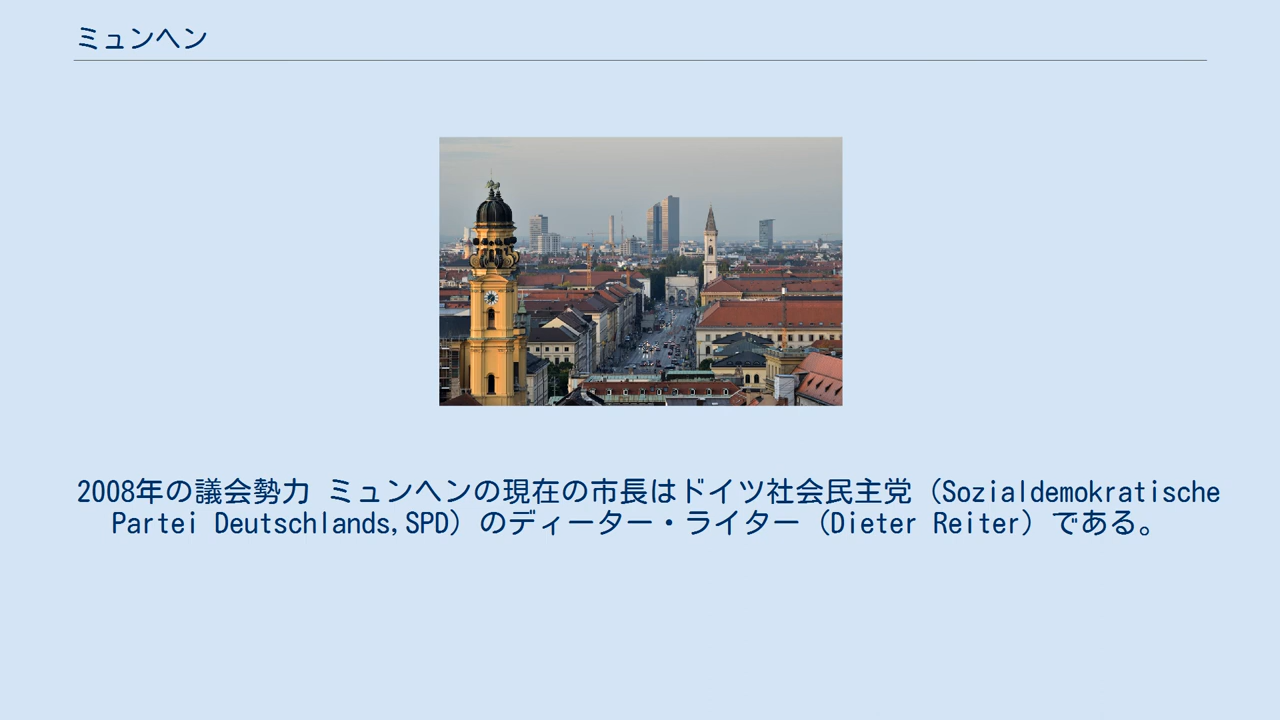 ミュンヘン
2008年の議会勢力 ミュンヘンの現在の市長はドイツ社会民主党（Sozialdemokratische
Partei Deutschlands,SPD）のディーター・ライター（Dieter Reiter）である。